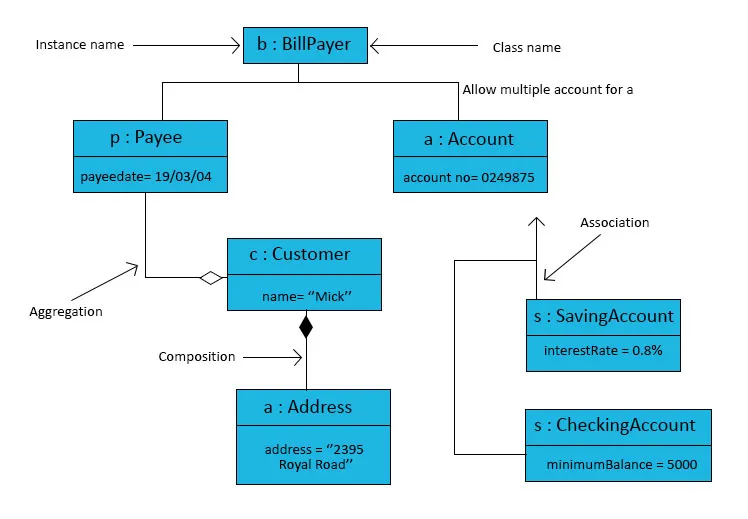 Instance name
b : BillPayer
Class name
Allow multiple account for a
p : Payee
payeedate= 19/03/04
a : Account
account no= 0249875
Association
c : Customer
name= “Mick”
Aggregation
s : SavingAccount
interestRate = 0.8%
Composition
a : Address
address = “2395
Royal Road”
s : CheckingAccount
minimumBalance = 5000